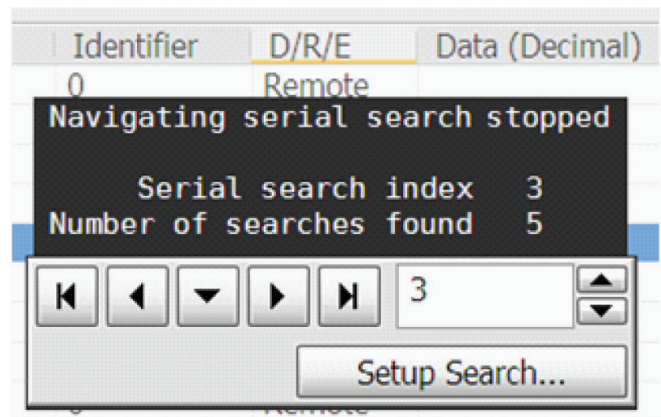 Identifier D/R/E Data (Decimal)
0 Remote
Navigating serial search stopped
Serial search index 3
Number of searches found 5
3
Setup Search...